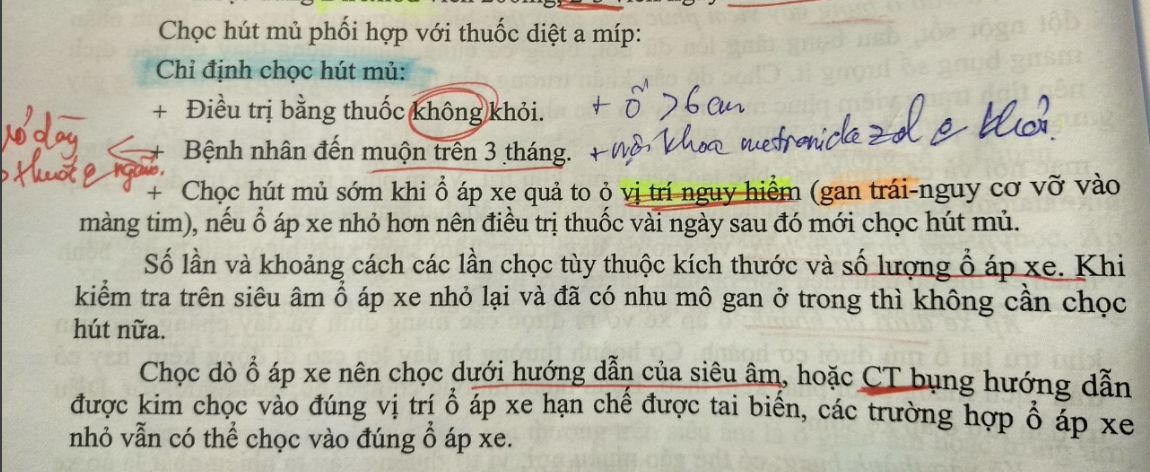 Chọc hút mủ phối hợp với thuốc diệt a míp:
Chỉ định chọc hút mủ:
+ Điều trị bằng thuốc không khỏi. + ổ >6cm
+ Bệnh nhân đến muộn trên 3 tháng. + nội khoa metronidazol khỏi.
vỏ dày
thuốc ngấm.
+ Chọc hút mủ sớm khi ổ áp xe quả to ỏ vị trí nguy hiểm (gan trái-nguy cơ vỡ vào
màng tim), nếu ổ áp xe nhỏ hơn nên điều trị thuốc vài ngày sau đó mới chọc hút mủ.
Số lần và khoảng cách các lần chọc tùy thuộc kích thước và số lượng ổ áp xe. Khi
kiểm tra trên siêu âm ổ áp xe nhỏ lại và đã có nhu mô gan ở trong thì không cần chọc
hút nữa.
Chọc dò ổ áp xe nên chọc dưới hướng dẫn của siêu âm, hoặc CT bụng hướng dẫn
được kim chọc vào đúng vị trí ổ áp xe hạn chế được tai biến, các trường hợp ổ áp xe
nhỏ vẫn có thể chọc vào đúng ổ áp xe.